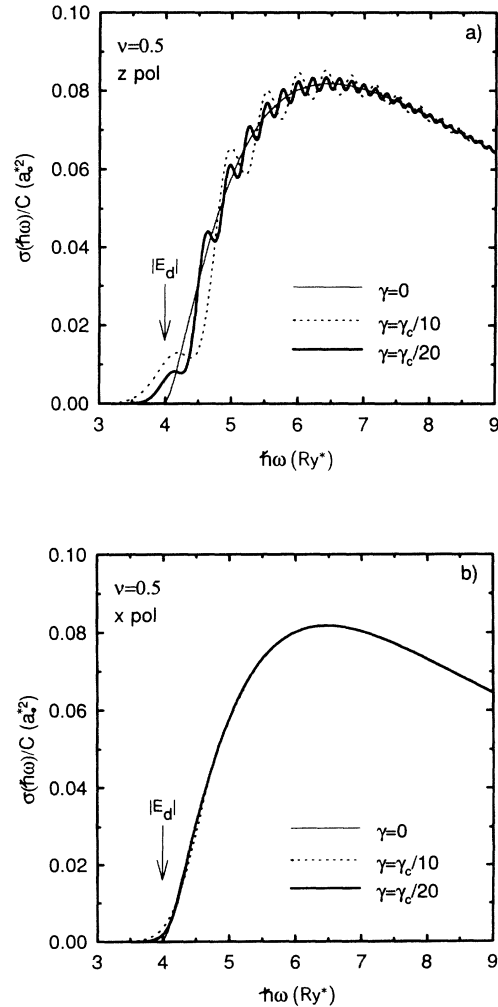 a)
ν=0.5
z pol
0.10
0.08
0.06
0.04
0.02
0.00
σ(ħω)/C (a₀*²)
|E_d|
γ=0
γ=γ_c/10
γ=γ_c/20
3 4 5 6 7 8 9
ħω (Ry*)
b)
ν=0.5
x pol
0.10
0.08
0.06
0.04
0.02
0.00
σ(ħω)/C (a₀*²)
|E_d|
γ=0
γ=γ_c/10
γ=γ_c/20
3 4 5 6 7 8 9
ħω (Ry*)